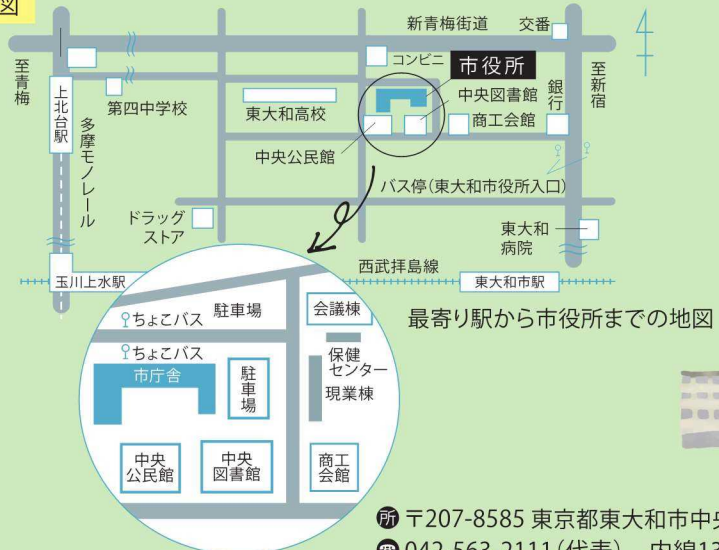 図
新青梅街道
交番
至青梅
コンビニ
市役所
至新宿
上北台駅
第四中学校
東大和高校
中央図書館
銀行
商工会館
多摩モノレール
中央公民館
バス停(東大和市役所入口)
ドラッグ
ストア
東大和
病院
西武拝島線
玉川上水駅
東大和市駅
最寄り駅から市役所までの地図
ちょこバス
駐車場
会議棟
ちょこバス
保健
センター
市庁舎
駐車場
現業棟
中央
公民館
中央
図書館
商工
会館
所 〒207-8585 東京都東大和市中央
042-563-2111(代表) 内線